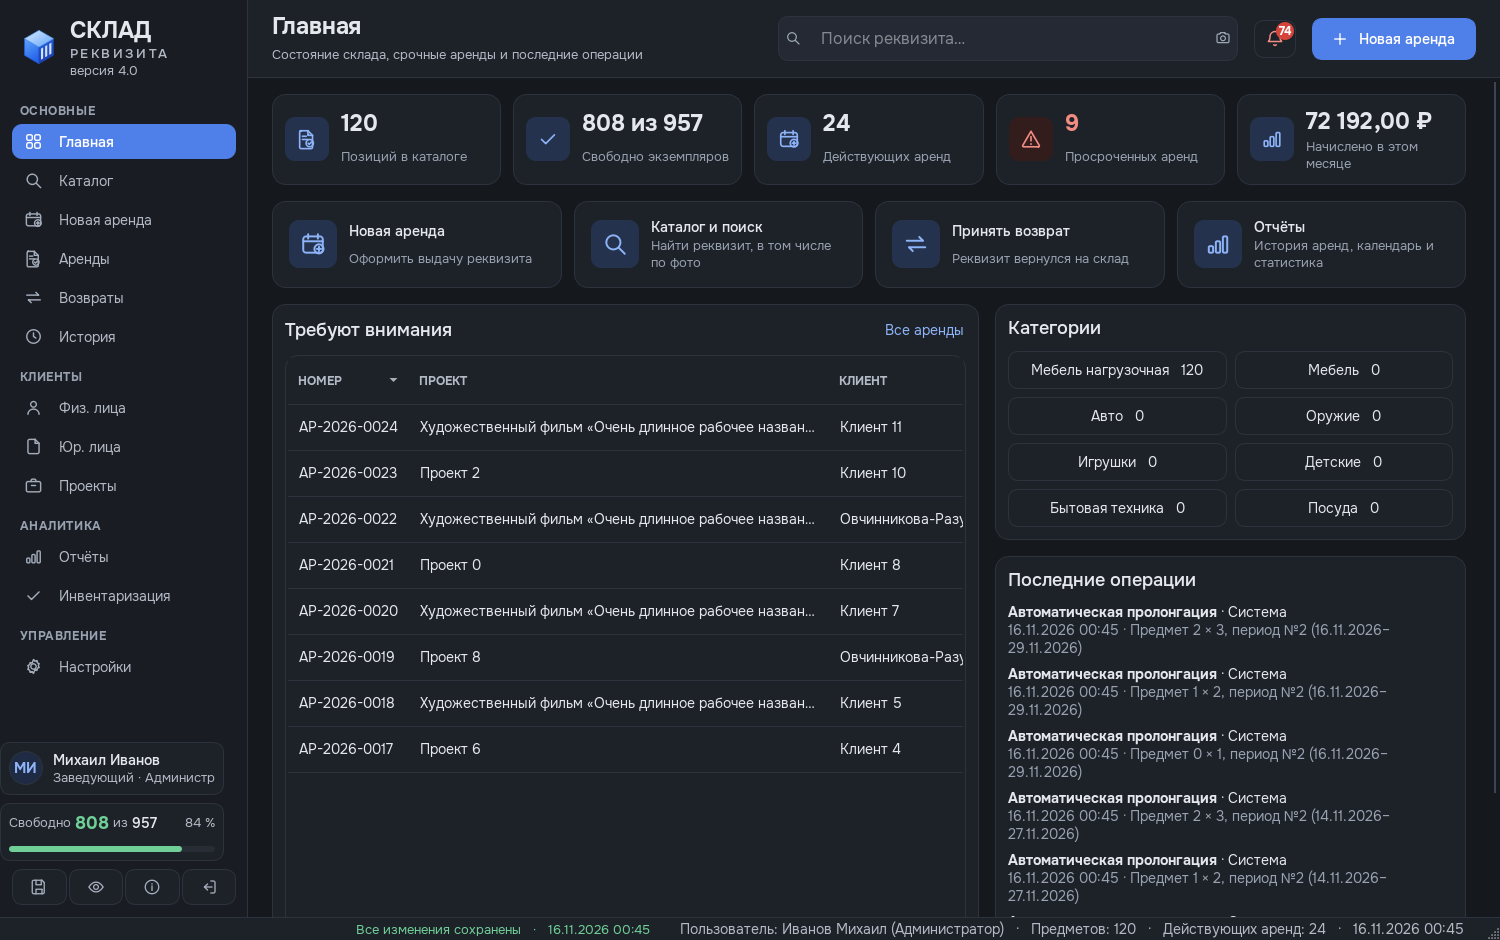 СКЛАД
РЕКВИЗИТА
версия 4.0
ОСНОВНЫЕ
Главная
Каталог
Новая аренда
Аренды
Возвраты
История
КЛИЕНТЫ
Физ. лица
Юр. лица
Проекты
АНАЛИТИКА
Отчёты
Инвентаризация
УПРАВЛЕНИЕ
Настройки
МИ
Михаил Иванов
Заведующий · Администр
Свободно 808 из 957 84 %
Главная
Состояние склада, срочные аренды и последние операции
Поиск реквизита...
74
Новая аренда
120
Позиций в каталоге
808 из 957
Свободно экземпляров
24
Действующих аренд
9
Просроченных аренд
72 192,00 ₽
Начислено в этом
месяце
Новая аренда
Оформить выдачу реквизита
Каталог и поиск
Найти реквизит, в том числе
по фото
Принять возврат
Реквизит вернулся на склад
Отчёты
История аренд, календарь и
статистика
Требуют внимания
Все аренды
НОМЕР ПРОЕКТ КЛИЕНТ
АР-2026-0024 Художественный фильм «Очень длинное рабочее назван... Клиент 11
АР-2026-0023 Проект 2 Клиент 10
АР-2026-0022 Художественный фильм «Очень длинное рабочее назван... Овчинникова-Разу
АР-2026-0021 Проект 0 Клиент 8
АР-2026-0020 Художественный фильм «Очень длинное рабочее назван... Клиент 7
АР-2026-0019 Проект 8 Овчинникова-Разу
АР-2026-0018 Художественный фильм «Очень длинное рабочее назван... Клиент 5
АР-2026-0017 Проект 6 Клиент 4
Категории
Мебель нагрузочная 120
Мебель 0
Авто 0
Оружие 0
Игрушки 0
Детские 0
Бытовая техника 0
Посуда 0
Последние операции
Автоматическая пролонгация · Система
16.11.2026 00:45 · Предмет 2 × 3, период №2 (16.11.2026–
29.11.2026)
Автоматическая пролонгация · Система
16.11.2026 00:45 · Предмет 1 × 2, период №2 (16.11.2026–
29.11.2026)
Автоматическая пролонгация · Система
16.11.2026 00:45 · Предмет 0 × 1, период №2 (16.11.2026–
29.11.2026)
Автоматическая пролонгация · Система
16.11.2026 00:45 · Предмет 2 × 3, период №2 (14.11.2026–
27.11.2026)
Автоматическая пролонгация · Система
16.11.2026 00:45 · Предмет 1 × 2, период №2 (14.11.2026–
27.11.2026)
Все изменения сохранены · 16.11.2026 00:45
Пользователь: Иванов Михаил (Администратор) · Предметов: 120 · Действующих аренд: 24 · 16.11.2026 00:45